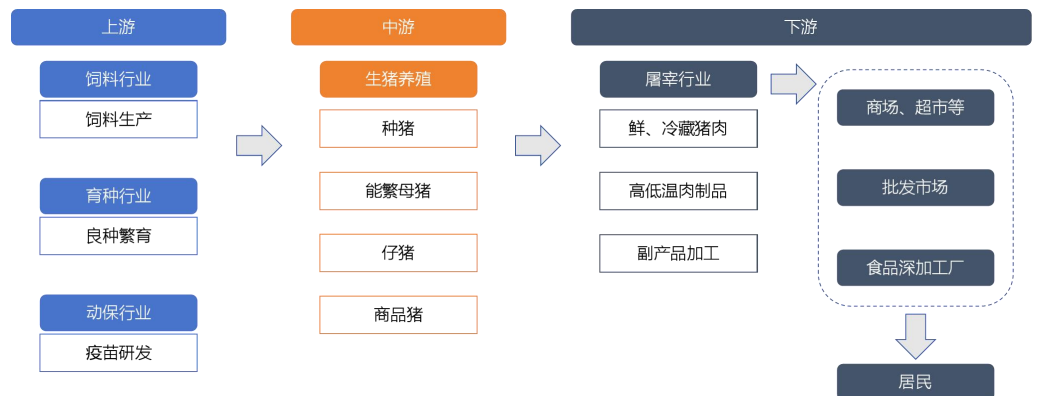 上游
饲料行业
饲料生产
育种行业
良种繁育
动保行业
疫苗研发
中游
生猪养殖
种猪
能繁母猪
仔猪
商品猪
下游
屠宰行业
鲜、冷藏猪肉
高低温肉制品
副产品加工
商场、超市等
批发市场
食品深加工厂
居民